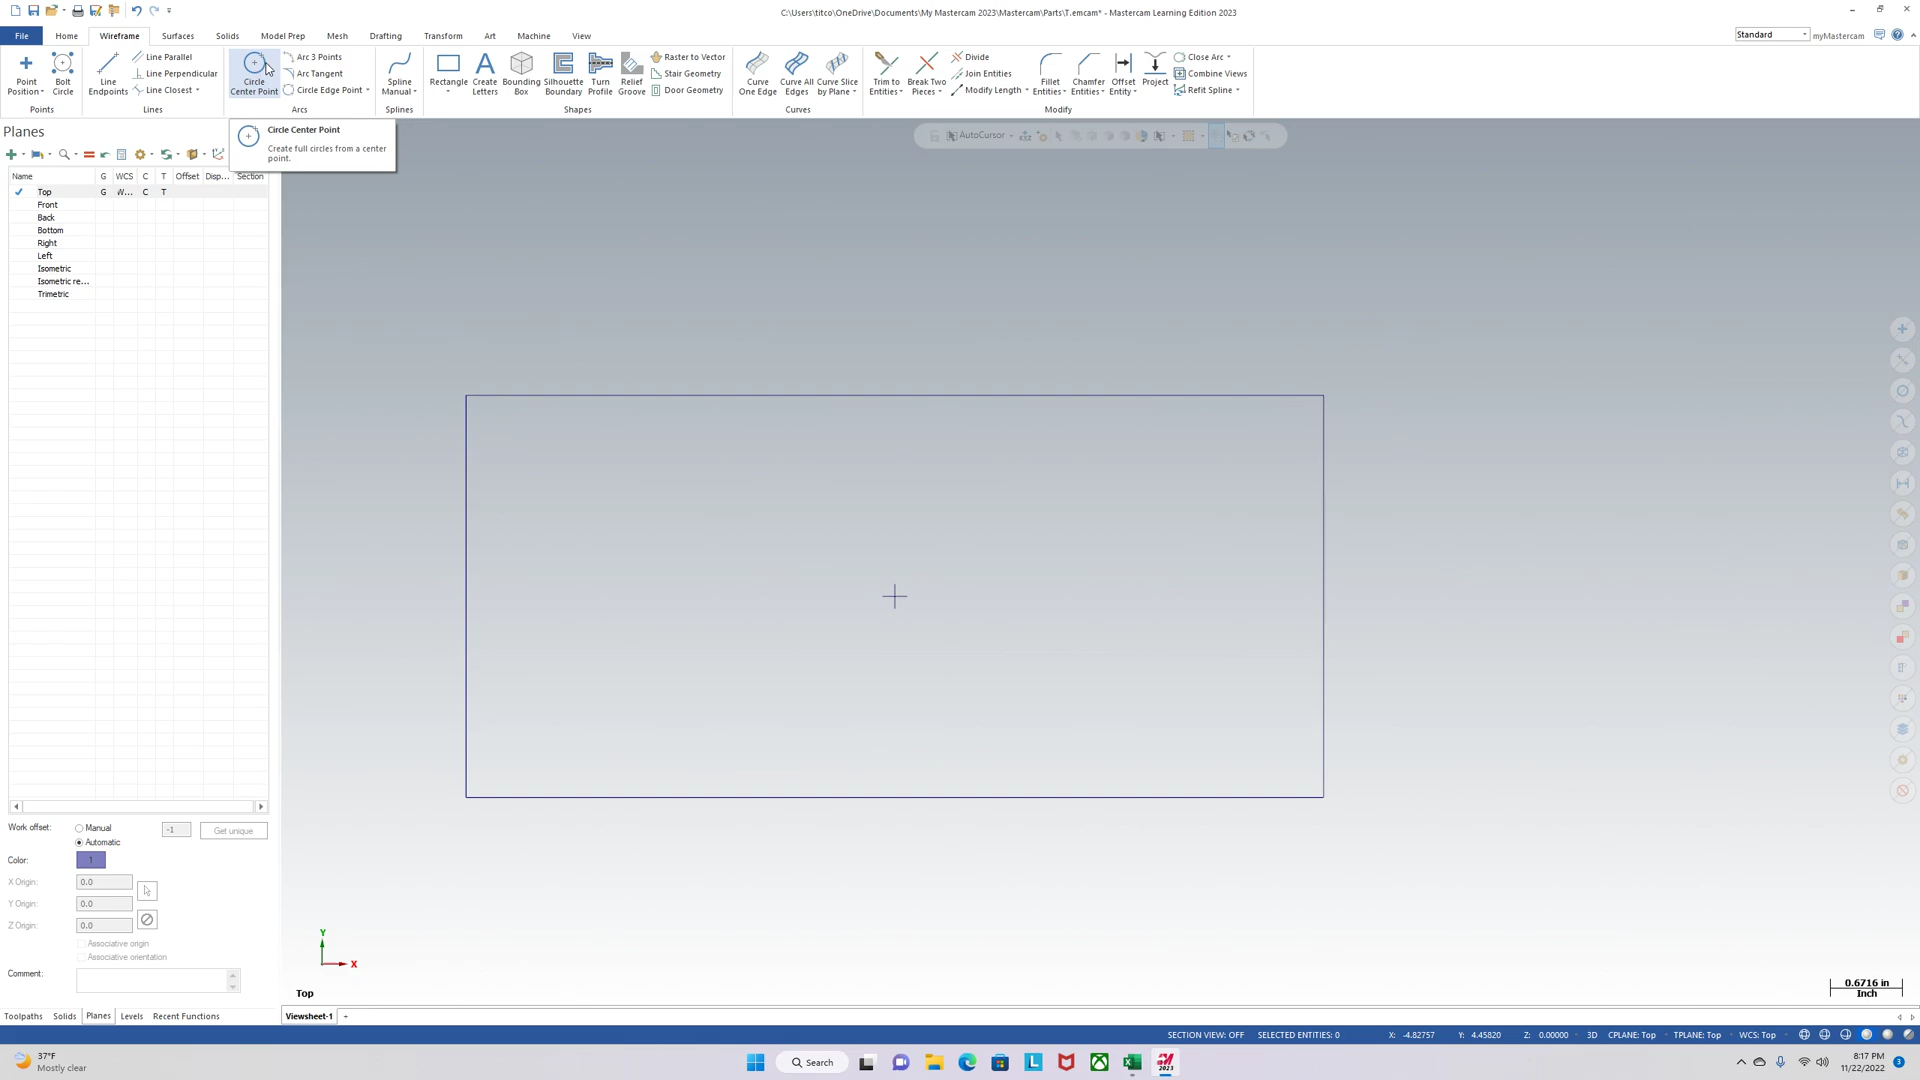 C:\Users\titco\OneDrive\Documents\My Mastercam 2023\Mastercam\Parts\T.emcam* - Mastercam Learning Edition 2023
File Home Wireframe Surfaces Solids Model Prep Mesh Drafting Transform Art Machine View
Standard myMastercam
Point Position
Bolt Circle
Points
Line Endpoints
Line Parallel
Line Perpendicular
Line Closest
Lines
Circle Center Point
Arc 3 Points
Arc Tangent
Circle Edge Point
Arcs
Spline Manual
Splines
Rectangle
Create Letters
Bounding Box
Silhouette Boundary
Turn Profile
Relief Groove
Raster to Vector
Stair Geometry
Door Geometry
Shapes
Curve One Edge
Curve All Edges
Curve Slice by Plane
Curves
Trim to Entities
Break Two Pieces
Divide
Join Entities
Modify Length
Fillet Entities
Chamfer Entities
Offset Entity
Project
Close Arc
Combine Views
Refit Spline
Modify
Circle Center Point
Create full circles from a center
point.
AutoCursor
Planes
Name G WCS C T Offset Disp... Section
Top G W... C T
Front
Back
Bottom
Right
Left
Isometric
Isometric re...
Trimetric
Work offset: Manual -1 Get unique
Automatic
Color: 1
X Origin: 0.0
Y Origin: 0.0
Z Origin: 0.0
Associative origin
Associative orientation
Comment:
Y
X
Top
0.6716 in
Inch
Toolpaths Solids Planes Levels Recent Functions
Viewsheet-1 +
SECTION VIEW: OFF SELECTED ENTITIES: 0 X: -4.82757 Y: 4.45820 Z: 0.00000 3D CPLANE: Top TPLANE: Top WCS: Top
37°F
Mostly clear
Search
L
2023
8:17 PM
11/22/2022
3